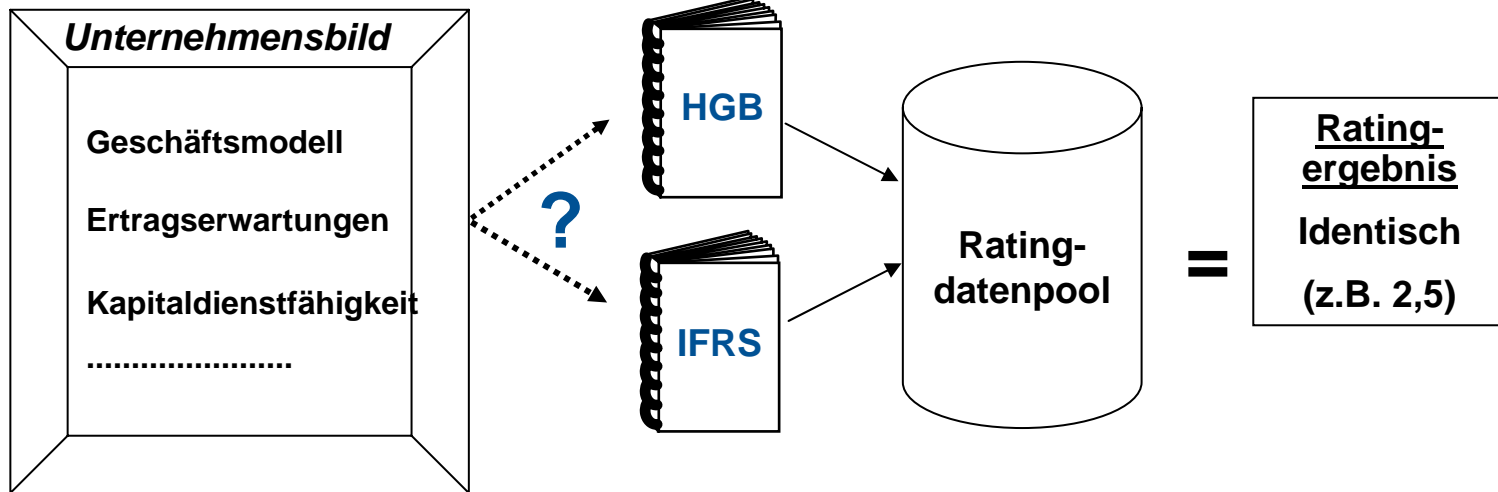 Unternehmensbild
Geschäftsmodell
Ertragserwartungen
Kapitaldienstfähigkeit
.......................
?
HGB
IFRS
Rating-
datenpool
=
Rating-
ergebnis
Identisch
(z.B. 2,5)